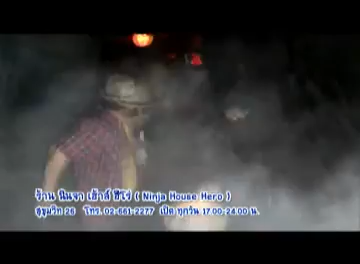 ร้าน นินจา เฮ้าส์ ฮีโร่ ( Ninja House Hero )
สุขุมวิท 26 โทร. 02-661-2277 เปิด ทุกวัน 17.00-24.00 น.